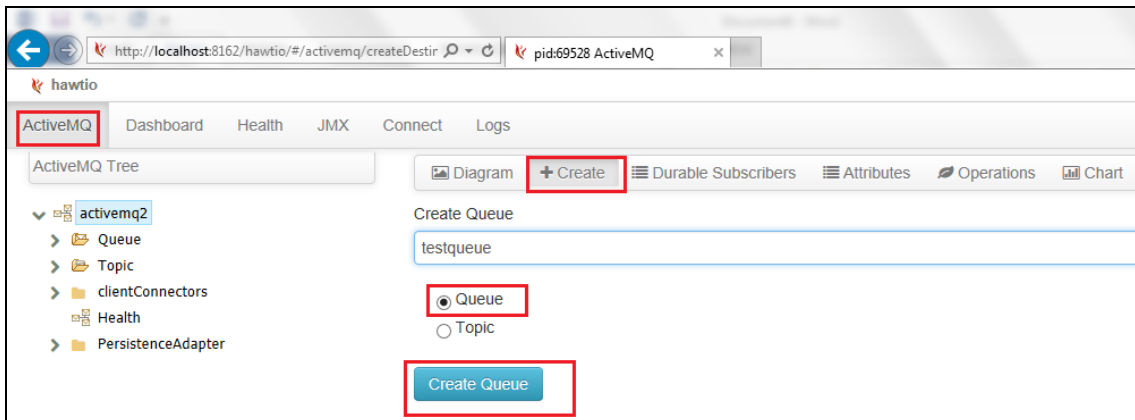 http://localhost:8162/hawtio/#/activemq/createDestir
pid:69528 ActiveMQ
hawtio
ActiveMQ Dashboard Health JMX Connect Logs
ActiveMQ Tree
Diagram Create Durable Subscribers Attributes Operations Chart
activemq2
Queue
Topic
clientConnectors
Health
PersistenceAdapter
Create Queue
testqueue
Queue
Topic
Create Queue